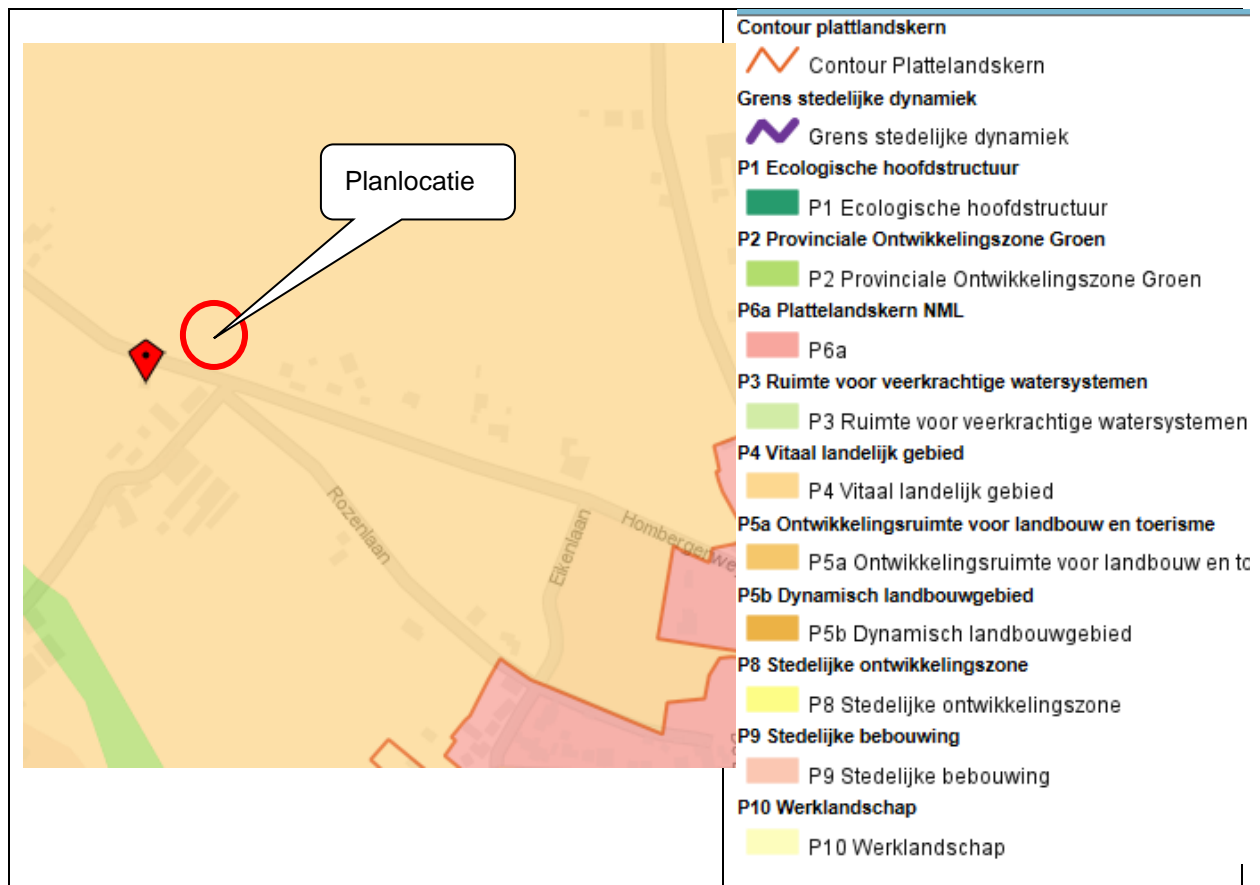 Planlocatie
Rozenlaan
Eikenlaan
Hombergerweg
Contour plattlandskern
Contour Plattelandskern
Grens stedelijke dynamiek
Grens stedelijke dynamiek
P1 Ecologische hoofdstructuur
P1 Ecologische hoofdstructuur
P2 Provinciale Ontwikkelingszone Groen
P2 Provinciale Ontwikkelingszone Groen
P6a Plattelandskern NML
P6a
P3 Ruimte voor veerkrachtige watersystemen
P3 Ruimte voor veerkrachtige watersystemen
P4 Vitaal landelijk gebied
P4 Vitaal landelijk gebied
P5a Ontwikkelingsruimte voor landbouw en toerisme
P5a Ontwikkelingsruimte voor landbouw en to
P5b Dynamisch landbouwgebied
P5b Dynamisch landbouwgebied
P8 Stedelijke ontwikkelingszone
P8 Stedelijke ontwikkelingszone
P9 Stedelijke bebouwing
P9 Stedelijke bebouwing
P10 Werklandschap
P10 Werklandschap